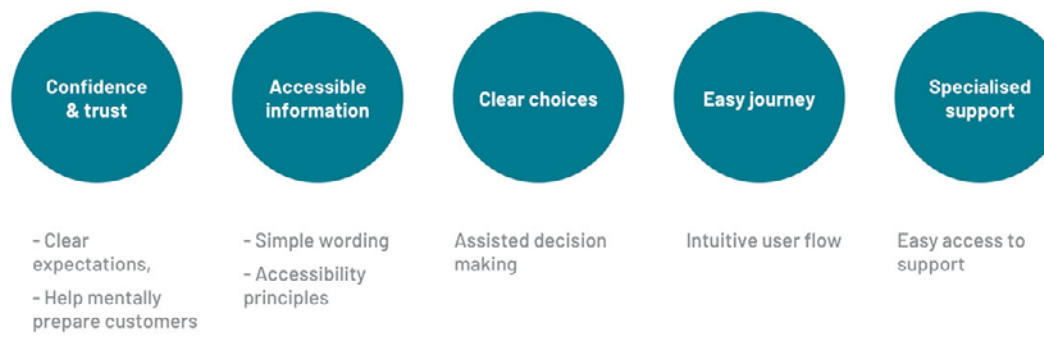 Confidence
& trust
Accessible
information
Clear choices
Easy journey
Specialised
support
- Clear
expectations,
- Help mentally
prepare customers
- Simple wording
- Accessibility
principles
Assisted decision
making
Intuitive user flow
Easy access to
support